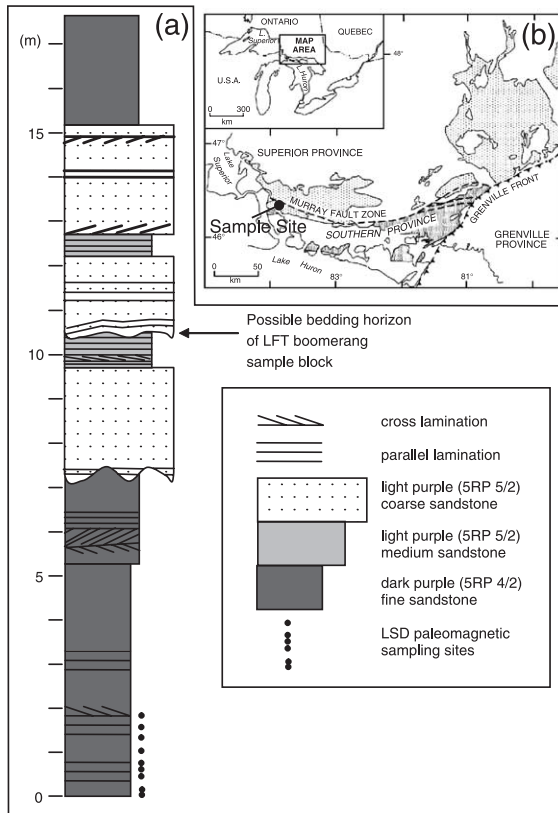 (m)
(a)
15
10
5
0
ONTARIO
QUEBEC
L. Superior
MAP
AREA
48°
U.S.A.
L. Huron
0 300
km
(b)
47°
Lake Superior
SUPERIOR PROVINCE
MURRAY FAULT ZONE
Sample Site
SOUTHERN PROVINCE
GRENVILLE FRONT
46°
GRENVILLE
PROVINCE
0 50
km
Lake Huron
83°
81°
Possible bedding horizon
of LFT boomerang
sample block
cross lamination
parallel lamination
light purple (5RP 5/2)
coarse sandstone
light purple (5RP 5/2)
medium sandstone
dark purple (5RP 4/2)
fine sandstone
LSD paleomagnetic
sampling sites